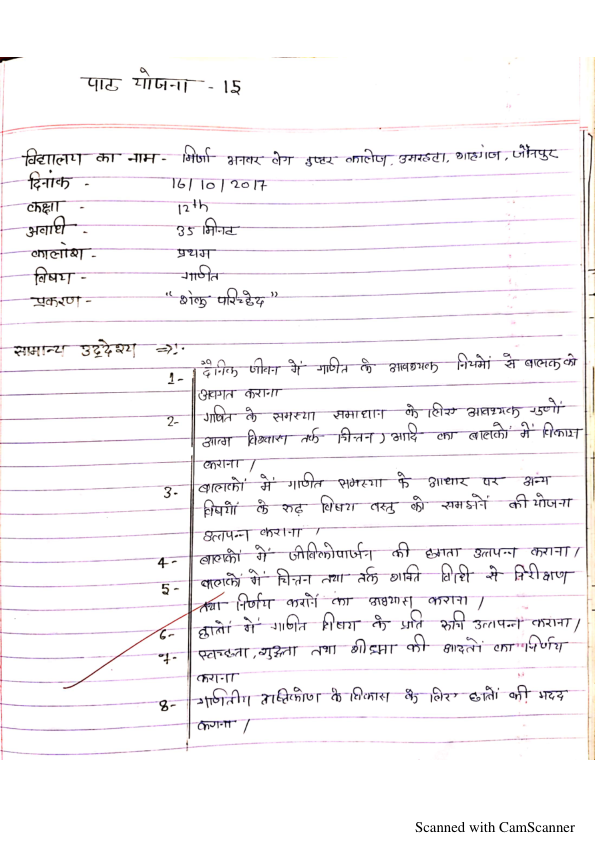 पाठ योजना - 15
विद्यालय का नाम - मिर्जा अनवर बेग इण्टर कालेज, उमरछता, शाहगंज, जौनपुर
दिनांक - 16/10/2017
कक्षा - 12th
अवधि - 35 मिनट
कालांश - प्रथम
विषय - गणित
प्रकरण - "शंकु परिच्छेद"
सामान्य उद्देश्य ⇒:-
1- दैनिक जीवन में गणित के आवश्यक नियमों से बालक को
अवगत कराना
2- गणित के समस्या समाधान के लिए आवश्यक गुणों
आत्म विश्वास तर्क चिन्तन) आदि का बालकों में विकास
कराना /
3- बालकों में गणित समस्या के आधार पर अन्य
विषयों के रूढ़ विषय वस्तु को समझने की योजना
उत्पन्न कराना /
4- बालकों में जीविकोपार्जन की क्षमता उत्पन्न कराना /
5- बालकों में चिन्तन तथा तर्क शक्ति विधि से निरीक्षण
तथा निर्णय कराने का अभ्यास कराना /
6- छात्रों में गणित विषय के प्रति रूचि उत्पन्न कराना /
7- स्वच्छता, शुद्धता तथा शीघ्रता की आदतों का निर्णय
कराना
8- गणितीय दृष्टिकोण के विकास के लिए छात्रों की मदद
करना /
Scanned with CamScanner